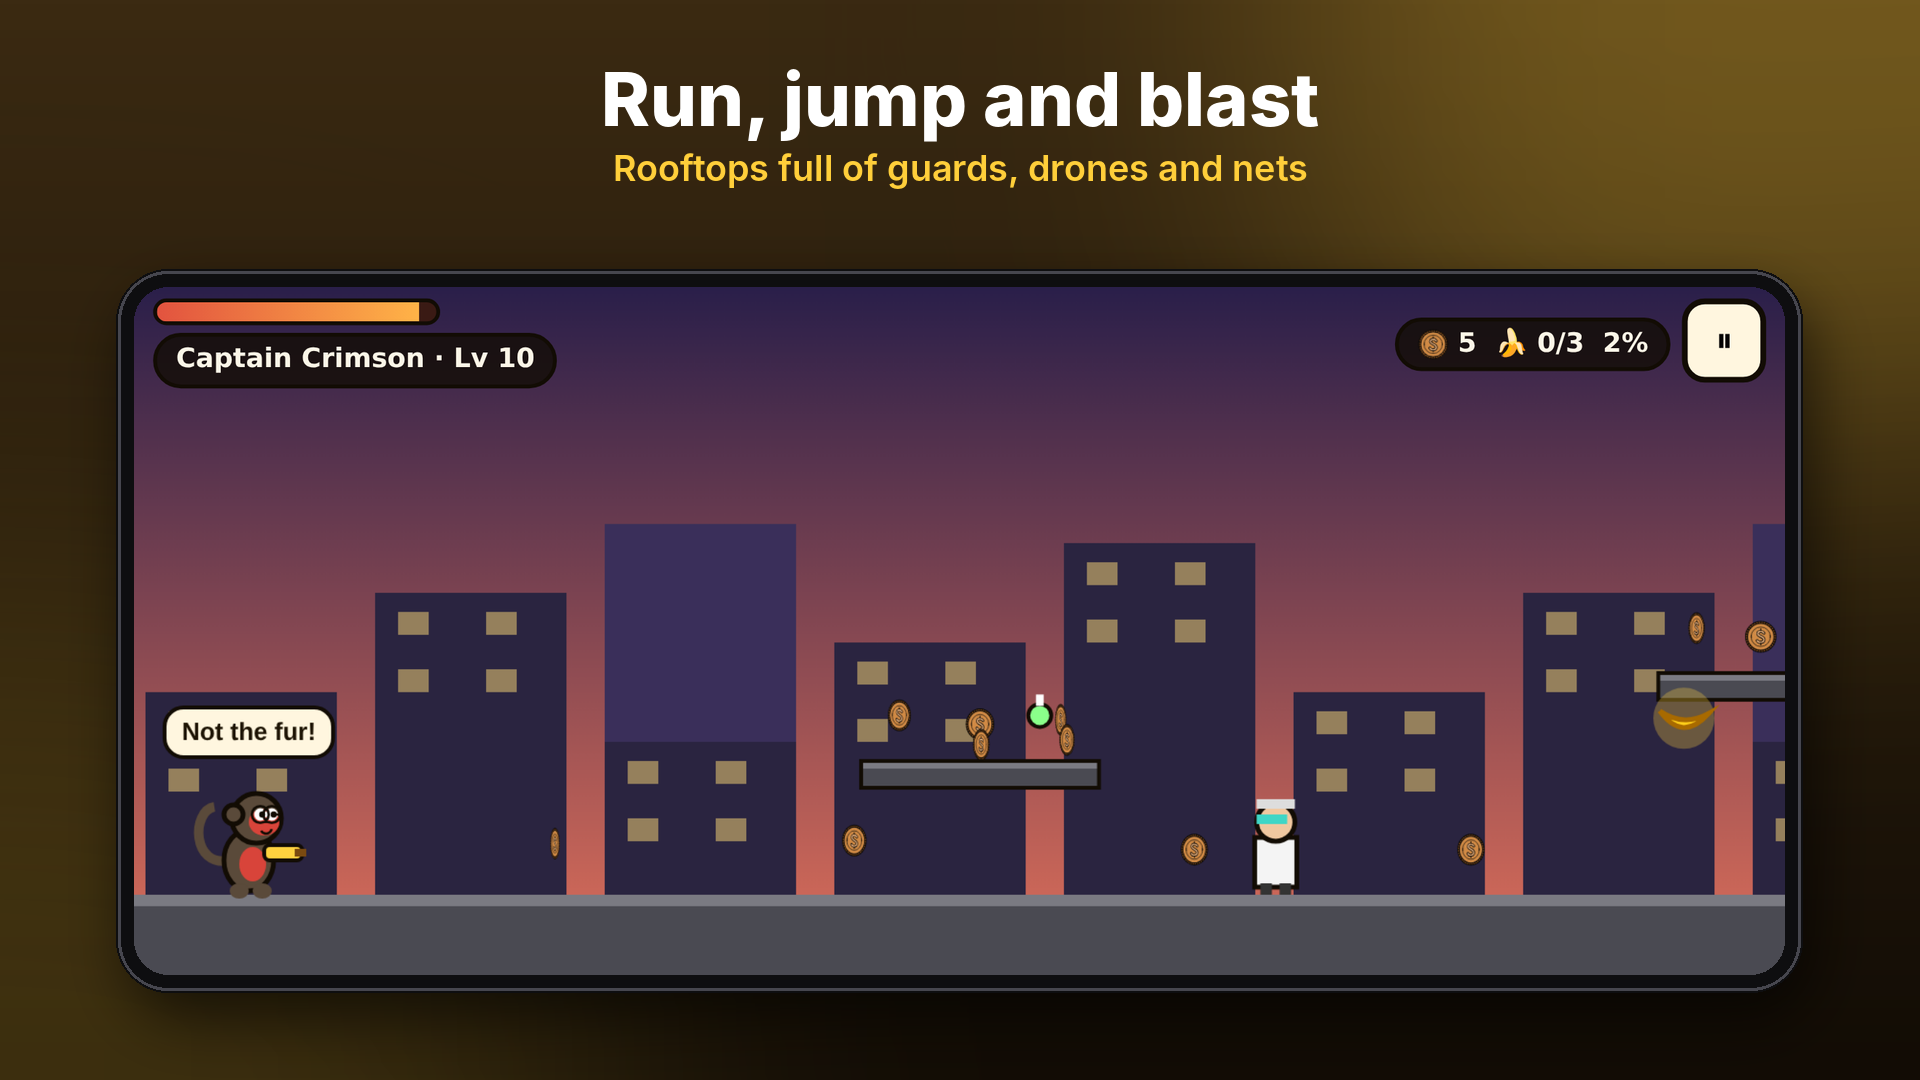 Run, jump and blast
Rooftops full of guards, drones and nets
Captain Crimson · Lv 10
5 0/3 2%
Not the fur!